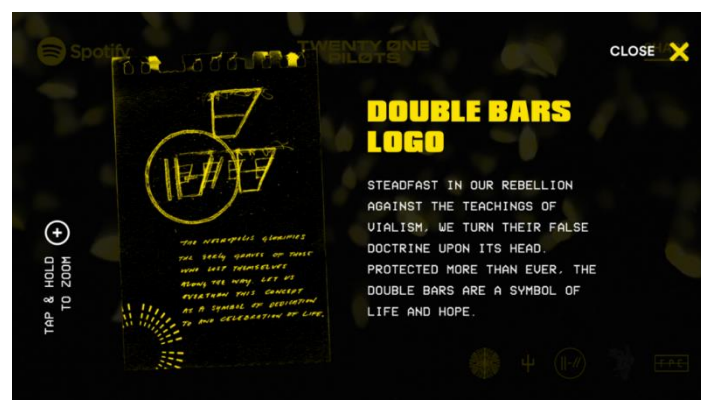 Spotify
TWENTY ONE
PILOTS
CLOSE
DOUBLE BARS
LOGO
STEADFAST IN OUR REBELLION
AGAINST THE TEACHINGS OF
VIALISM, WE TURN THEIR FALSE
DOCTRINE UPON ITS HEAD.
PROTECTED MORE THAN EVER, THE
DOUBLE BARS ARE A SYMBOL OF
LIFE AND HOPE.
THE NECROPOLIS GLORIFIES
THE EARLY GRAVES OF THOSE
WHO LOST THEMSELVES
ALONG THE WAY. LET US
THIS CONCEPT
AS A SYMBOL OF DEDICATION
TO AND CELEBRATION OF LIFE.
TAP & HOLD
TO ZOOM